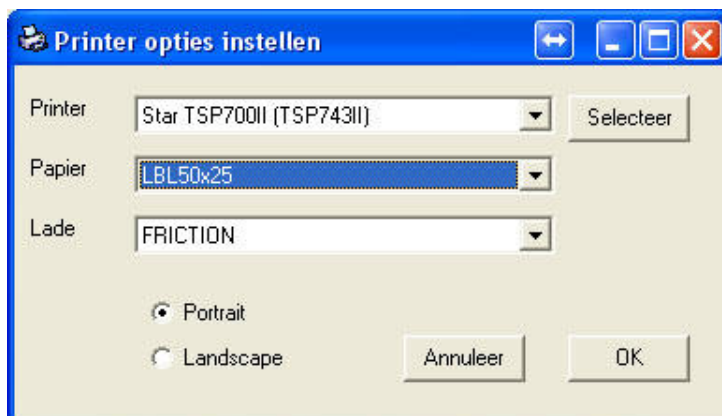 Printer opties instellen
Printer
Star TSP700II (TSP743II)
Selecteer
Papier
LBL50x25
Lade
FRICTION
Portrait
Landscape
Annuleer
OK